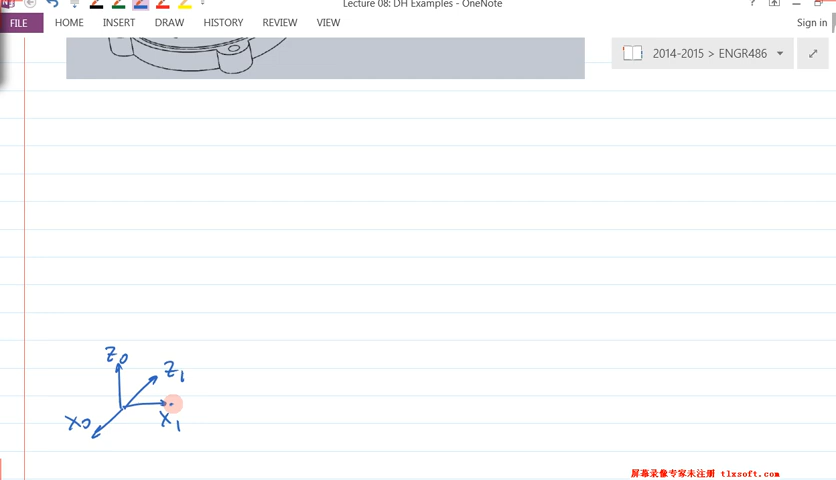 Lecture 08: DH Examples - OneNote
FILE HOME INSERT DRAW HISTORY REVIEW VIEW Sign in
2014-2015 > ENGR486
Z0
Z1
X0
X1
屏幕录像专家未注册 tlxsoft.com